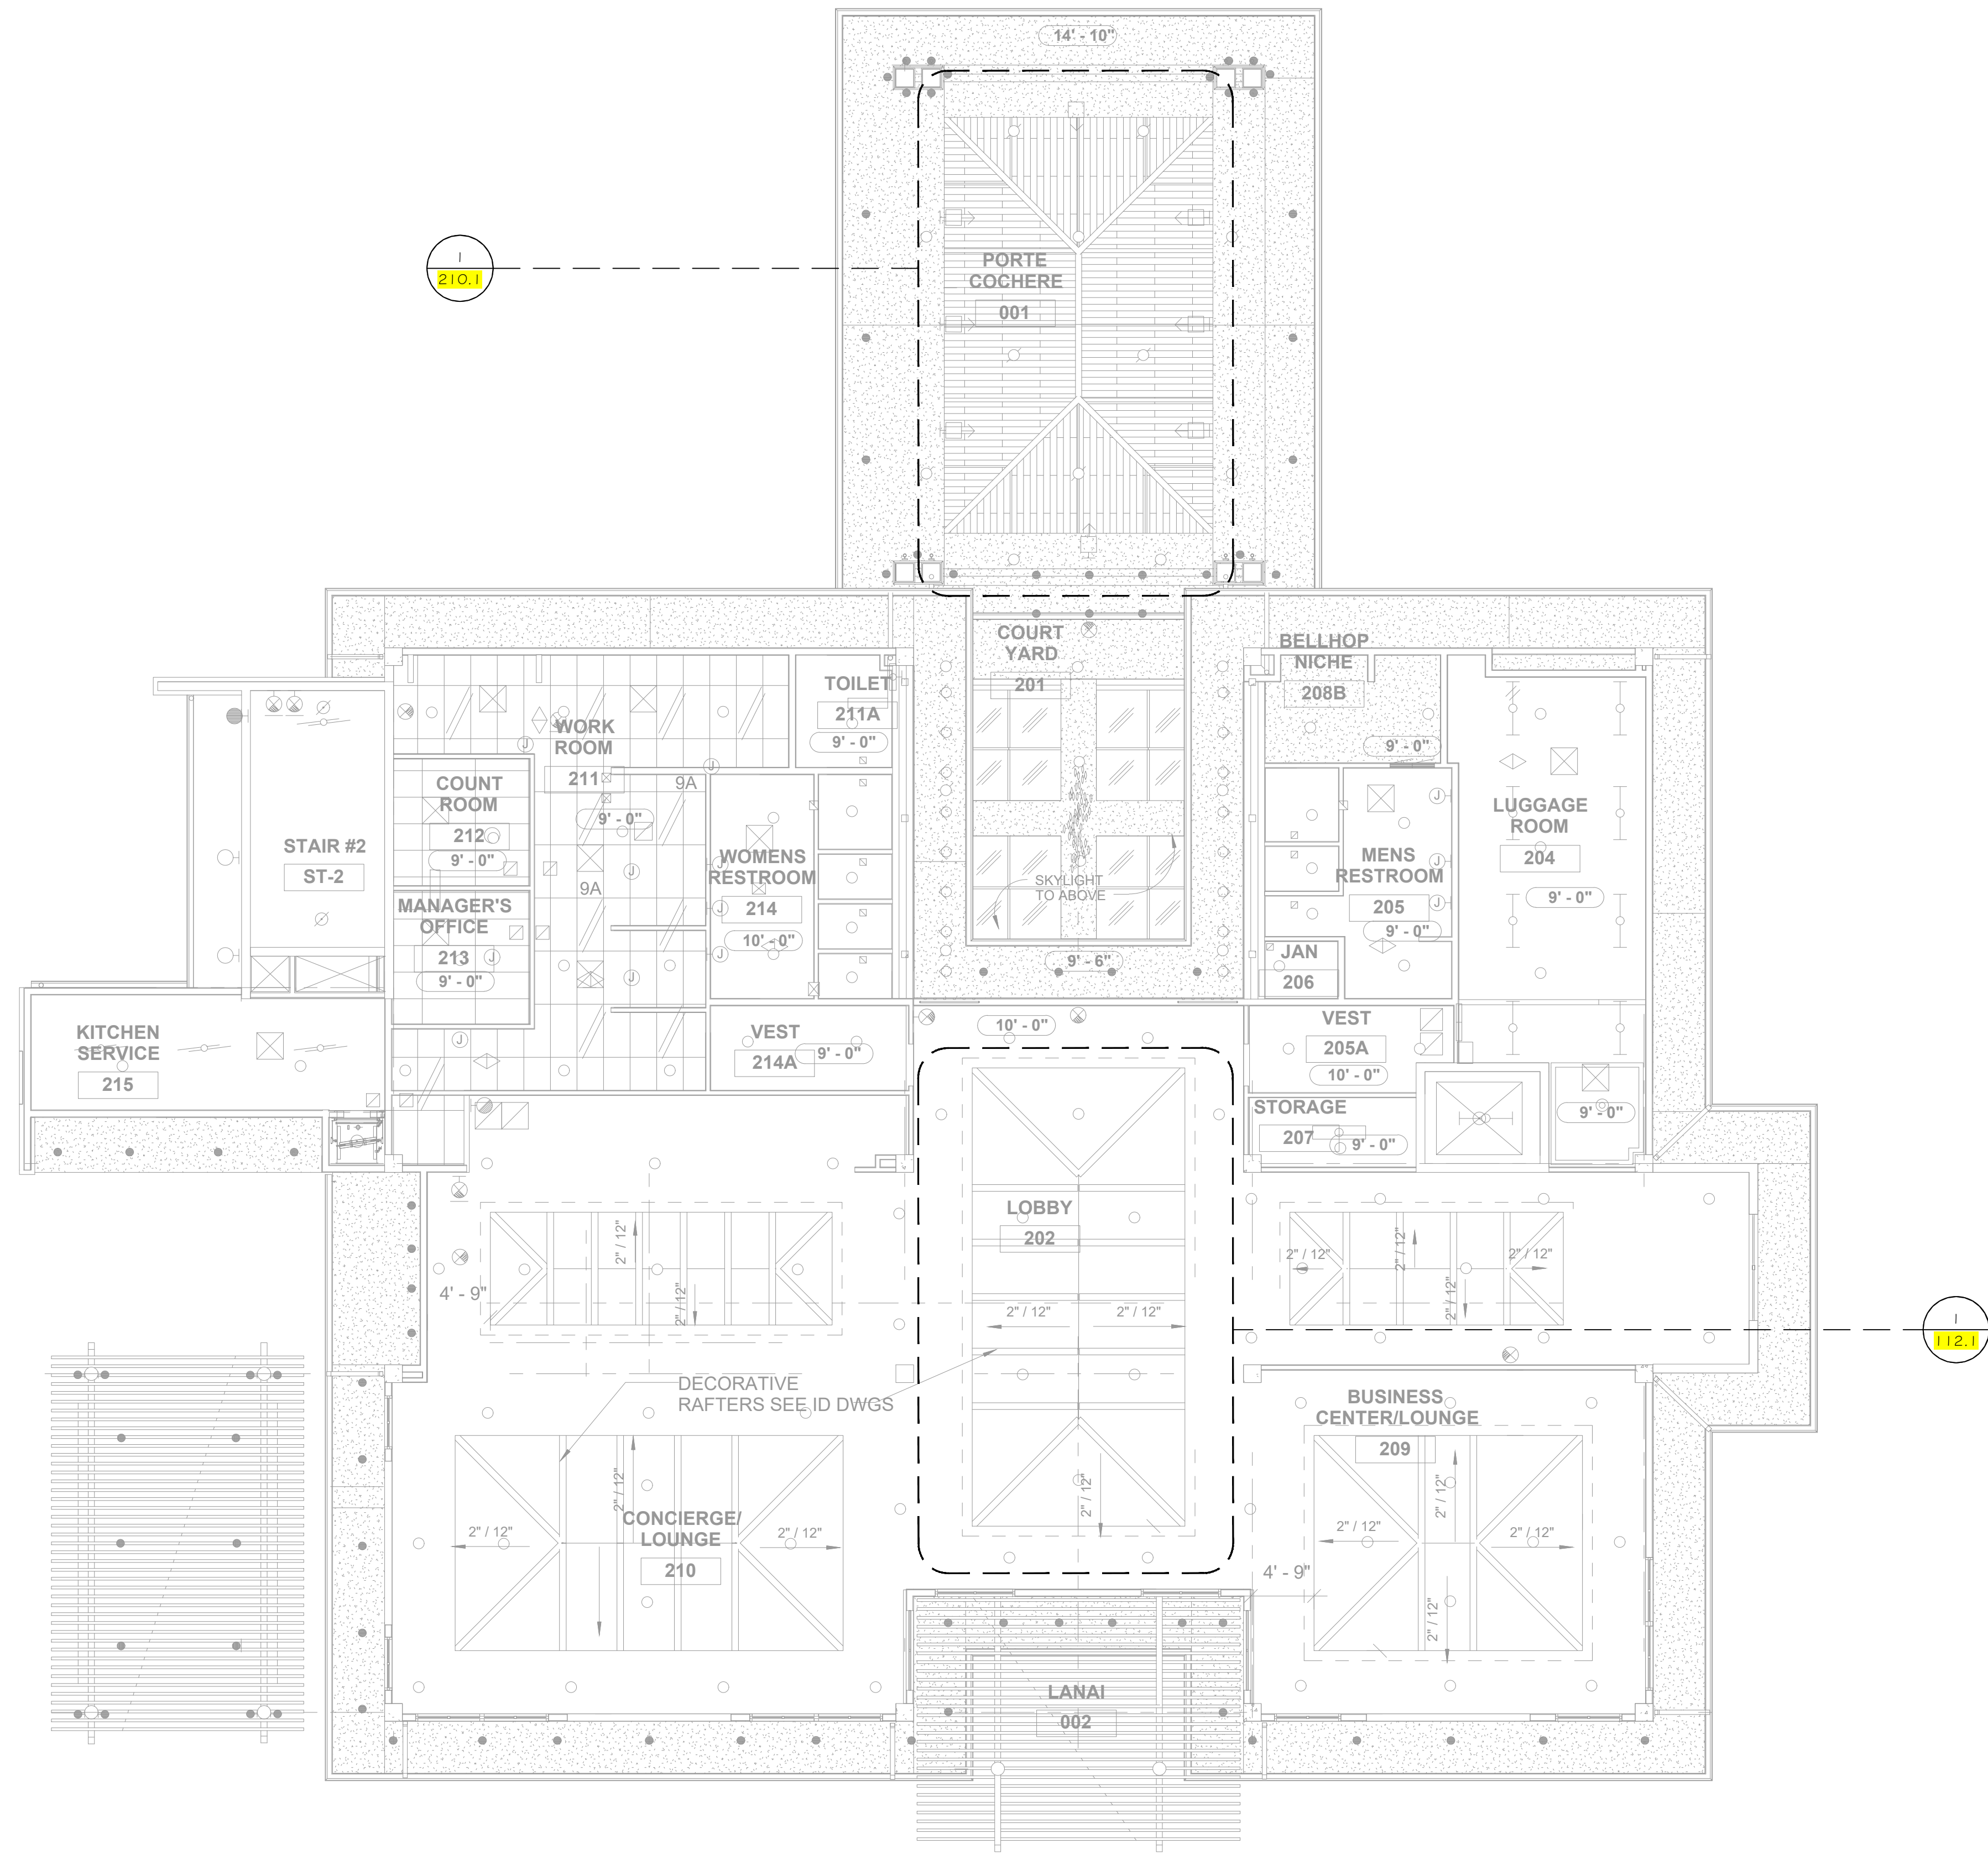 14' - 10"
1
210.1
PORTE
COCHERE
001
COURT
YARD
201
BELLHOP
NICHE
208B
9' - 0"
TOILET
211A
9' - 0"
WORK
ROOM
211
9A
9' - 0"
COUNT
ROOM
212
9' - 0"
STAIR #2
ST-2
9A
MANAGER'S
OFFICE
213
9' - 0"
WOMENS
RESTROOM
214
10' - 0"
SKYLIGHT
TO ABOVE
9' - 6"
MENS
RESTROOM
205
9' - 0"
LUGGAGE
ROOM
204
9' - 0"
JAN
206
KITCHEN
SERVICE
215
VEST
214A
9' - 0"
10' - 0"
VEST
205A
10' - 0"
STORAGE
207
9' - 0"
9' - 0"
J
J
J
J
J
J
J
J
J
J
J
J
J
LOBBY
202
2" / 12"
2" / 12"
2" / 12"
2" / 12"
2" / 12"
2" / 12"
2" / 12"
2" / 12"
2" / 12"
4' - 9"
1
112.1
DECORATIVE
RAFTERS SEE ID DWGS
BUSINESS
CENTER/LOUNGE
209
CONCIERGE/
LOUNGE
210
2" / 12"
2" / 12"
2" / 12"
2" / 12"
2" / 12"
2" / 12"
2" / 12"
4' - 9"
LANAI
002